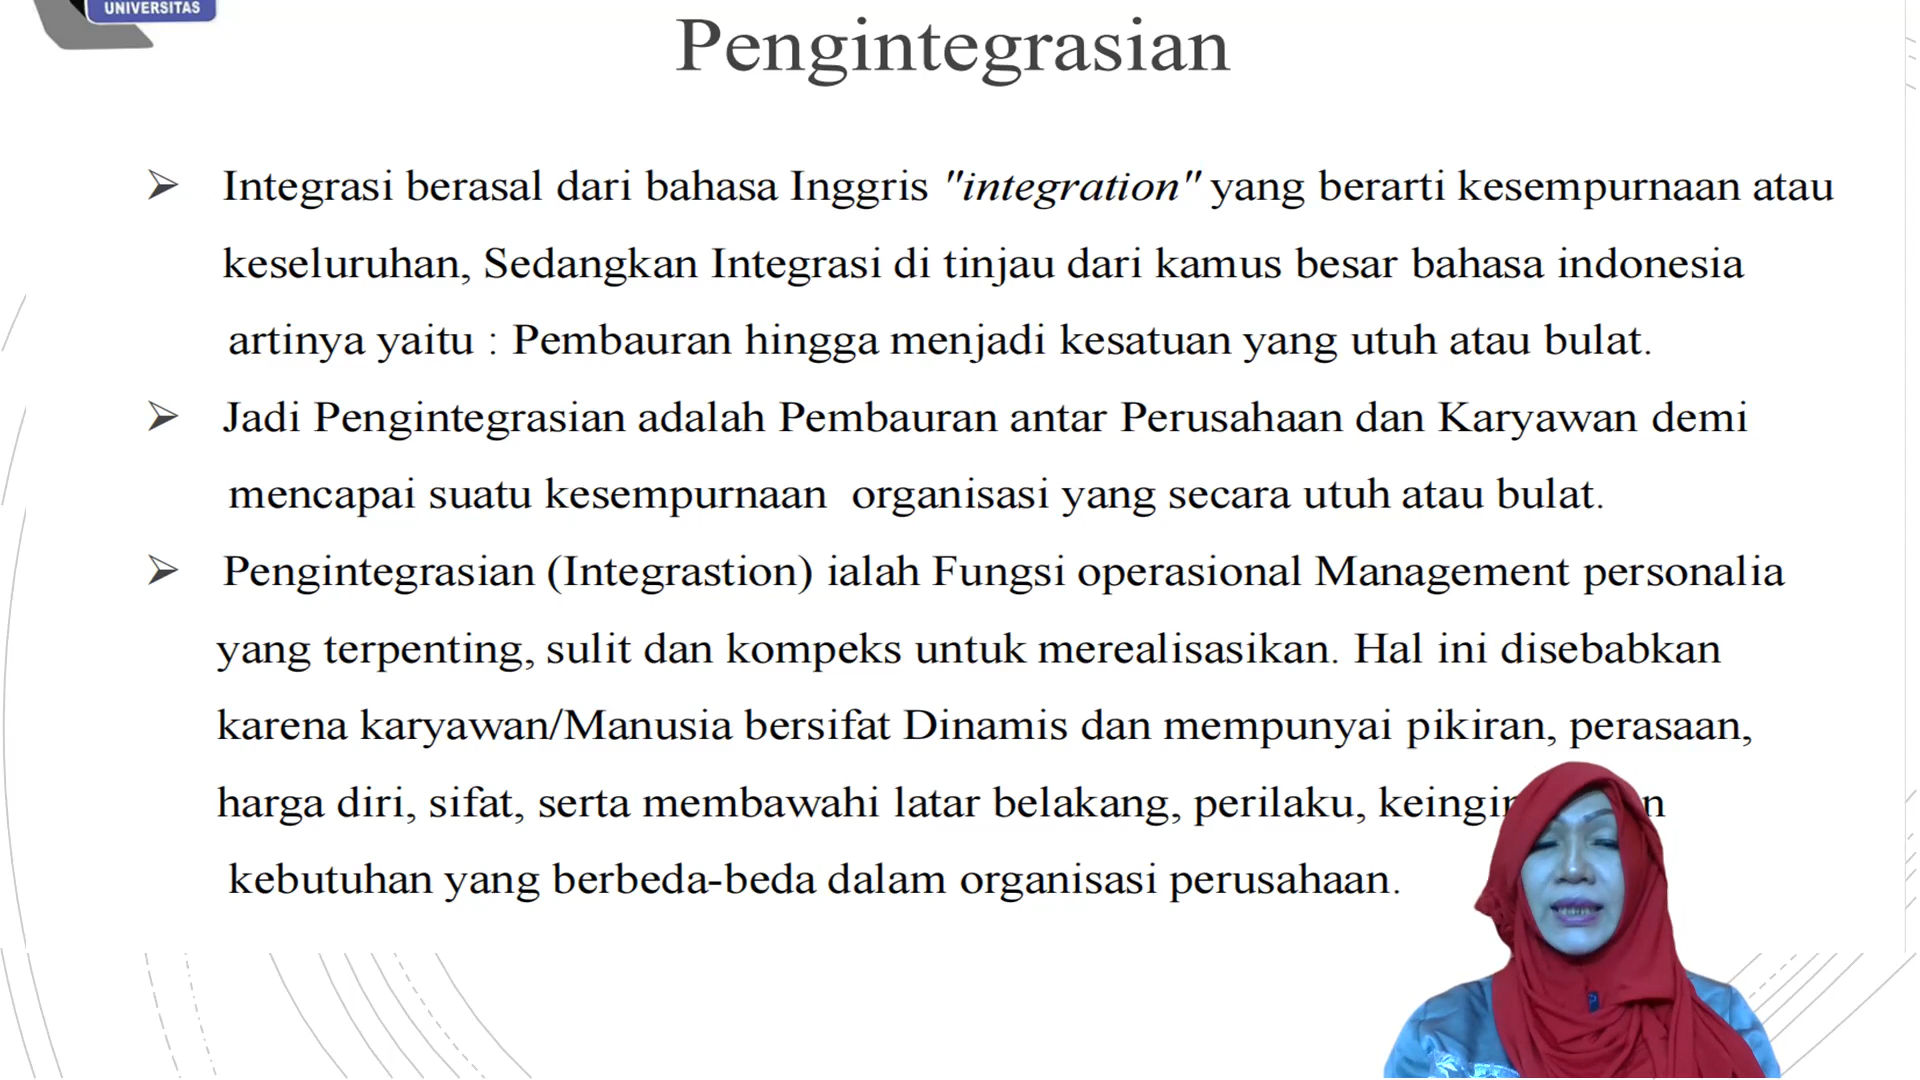 UNIVERSITAS
Pengintegrasian
➢ Integrasi berasal dari bahasa Inggris "integration" yang berarti kesempurnaan atau
keseluruhan, Sedangkan Integrasi di tinjau dari kamus besar bahasa indonesia
artinya yaitu : Pembauran hingga menjadi kesatuan yang utuh atau bulat.
➢ Jadi Pengintegrasian adalah Pembauran antar Perusahaan dan Karyawan demi
mencapai suatu kesempurnaan organisasi yang secara utuh atau bulat.
➢ Pengintegrasian (Integrastion) ialah Fungsi operasional Management personalia
yang terpenting, sulit dan kompeks untuk merealisasikan. Hal ini disebabkan
karena karyawan/Manusia bersifat Dinamis dan mempunyai pikiran, perasaan,
harga diri, sifat, serta membawahi latar belakang, perilaku,
kebutuhan yang berbeda-beda dalam organisasi perusahaan.